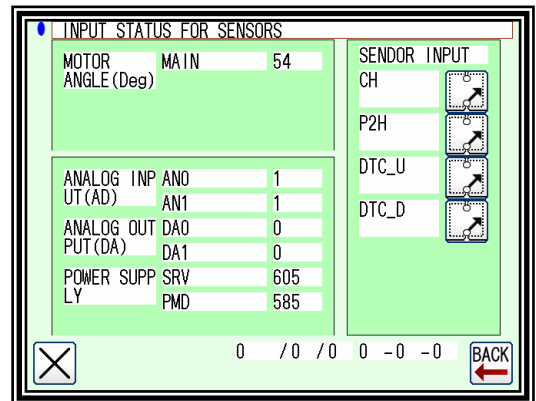 INPUT STATUS FOR SENSORS
MOTOR MAIN 54
ANGLE(Deg)
ANALOG INP AN0 1
UT(AD) AN1 1
ANALOG OUT DA0 0
PUT(DA) DA1 0
POWER SUPP SRV 605
LY PMD 585
SENDOR INPUT
CH
P2H
DTC_U
DTC_D
0 /0 /0 0 -0 -0
BACK